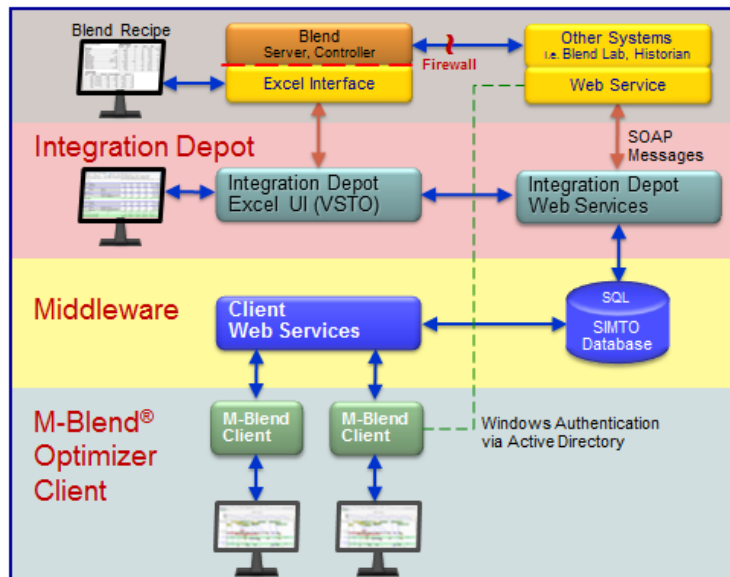 Blend Recipe
Blend
Server, Controller
Excel Interface
Firewall
Other Systems
i.e. Blend Lab, Historian
Web Service
Integration Depot
SOAP
Messages
Integration Depot
Excel UI (VSTO)
Integration Depot
Web Services
Middleware
Client
Web Services
SQL
SIMTO
Database
M-Blend®
Optimizer
Client
M-Blend
Client
M-Blend
Client
Windows Authentication
via Active Directory